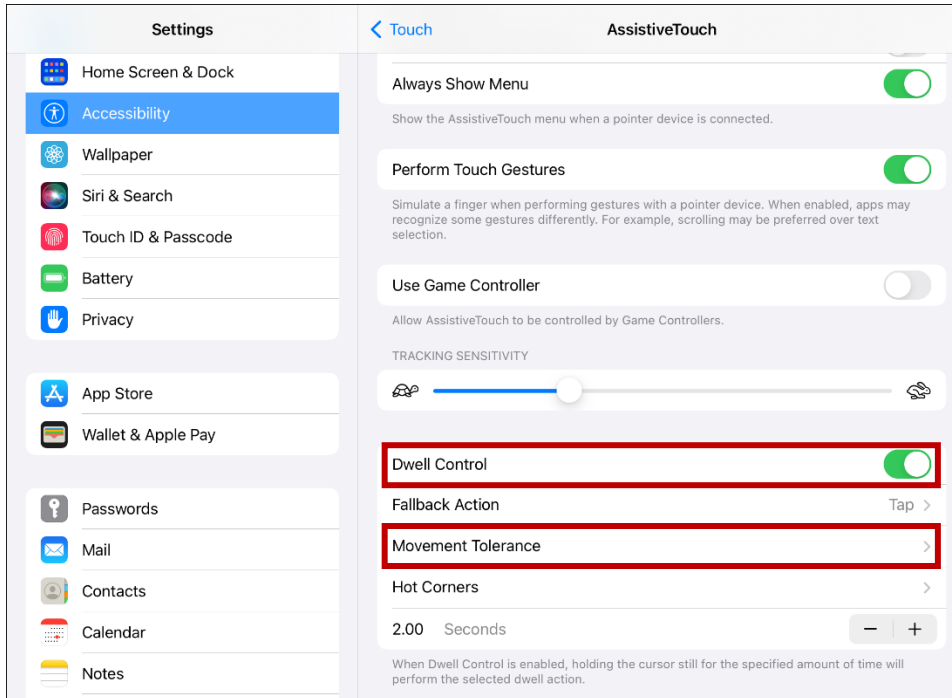 Settings
Home Screen & Dock
Accessibility
Wallpaper
Siri & Search
Touch ID & Passcode
Battery
Privacy
App Store
Wallet & Apple Pay
Passwords
Mail
Contacts
Calendar
Notes
Touch
AssistiveTouch
Always Show Menu
Show the AssistiveTouch menu when a pointer device is connected.
Perform Touch Gestures
Simulate a finger when performing gestures with a pointer device. When enabled, apps may
recognize some gestures differently. For example, scrolling may be preferred over text
selection.
Use Game Controller
Allow AssistiveTouch to be controlled by Game Controllers.
TRACKING SENSITIVITY
Dwell Control
Fallback Action Tap
Movement Tolerance
Hot Corners
2.00 Seconds − +
When Dwell Control is enabled, holding the cursor still for the specified amount of time will
perform the selected dwell action.